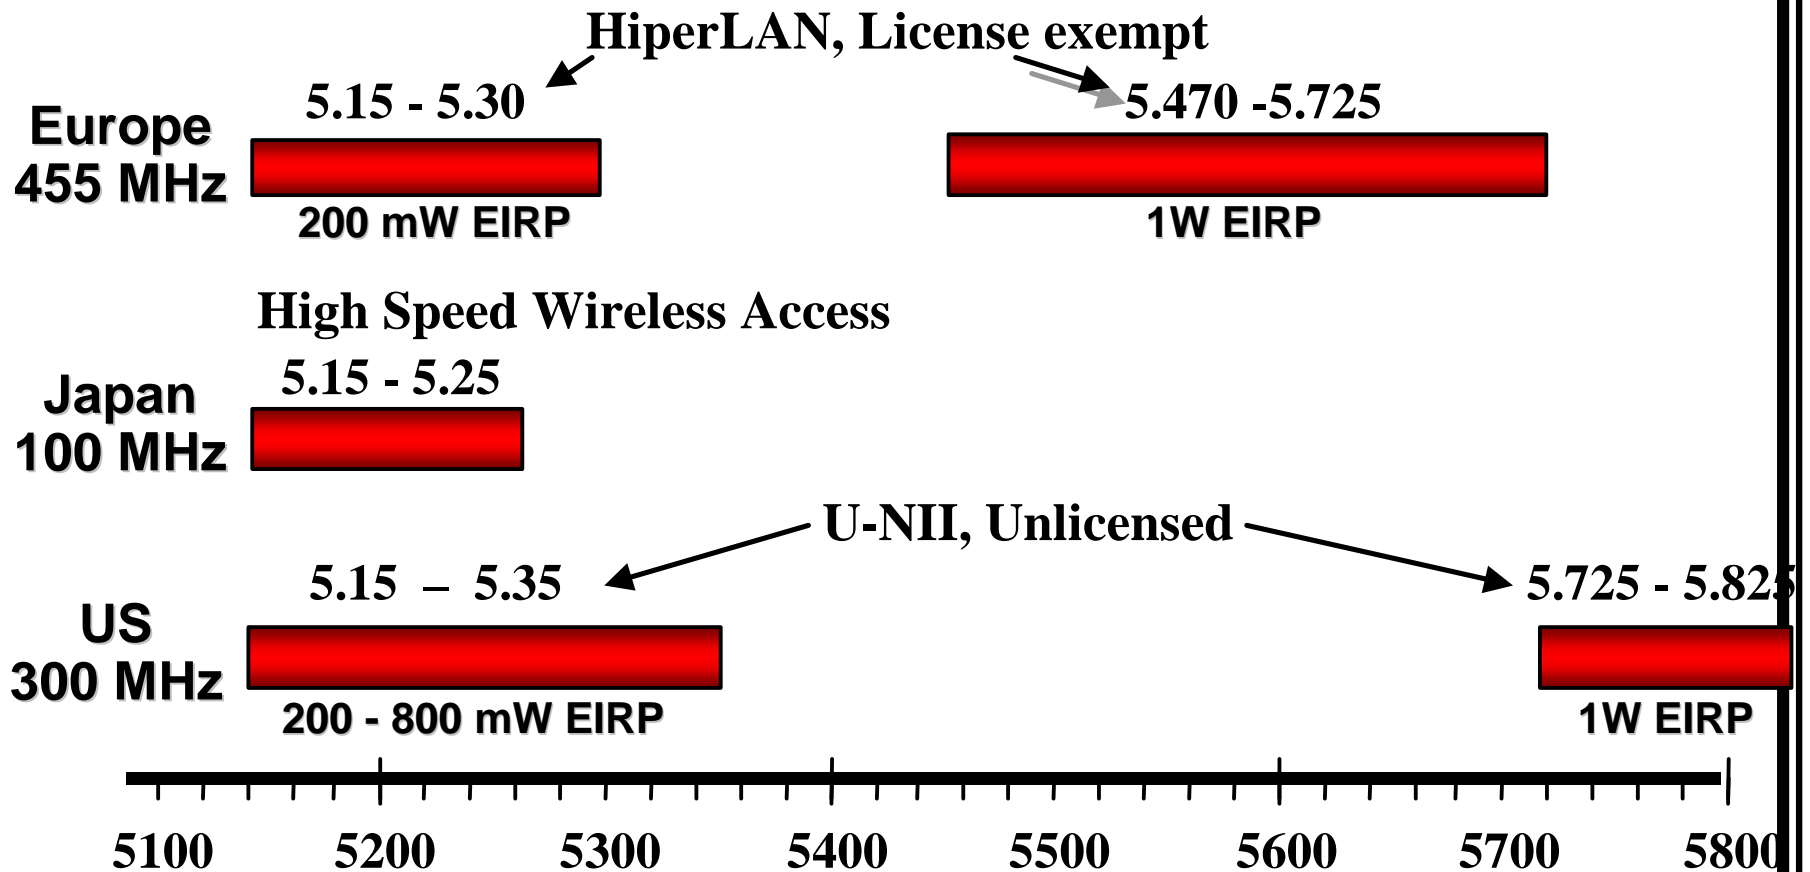 HiperLAN, License exempt
5.15 - 5.30
5.470 -5.725
Europe
455 MHz
200 mW EIRP
1W EIRP
High Speed Wireless Access
5.15 - 5.25
Japan
100 MHz
U-NII, Unlicensed
5.15 – 5.35
5.725 - 5.825
US
300 MHz
200 - 800 mW EIRP
1W EIRP
5100 5200 5300 5400 5500 5600 5700 5800